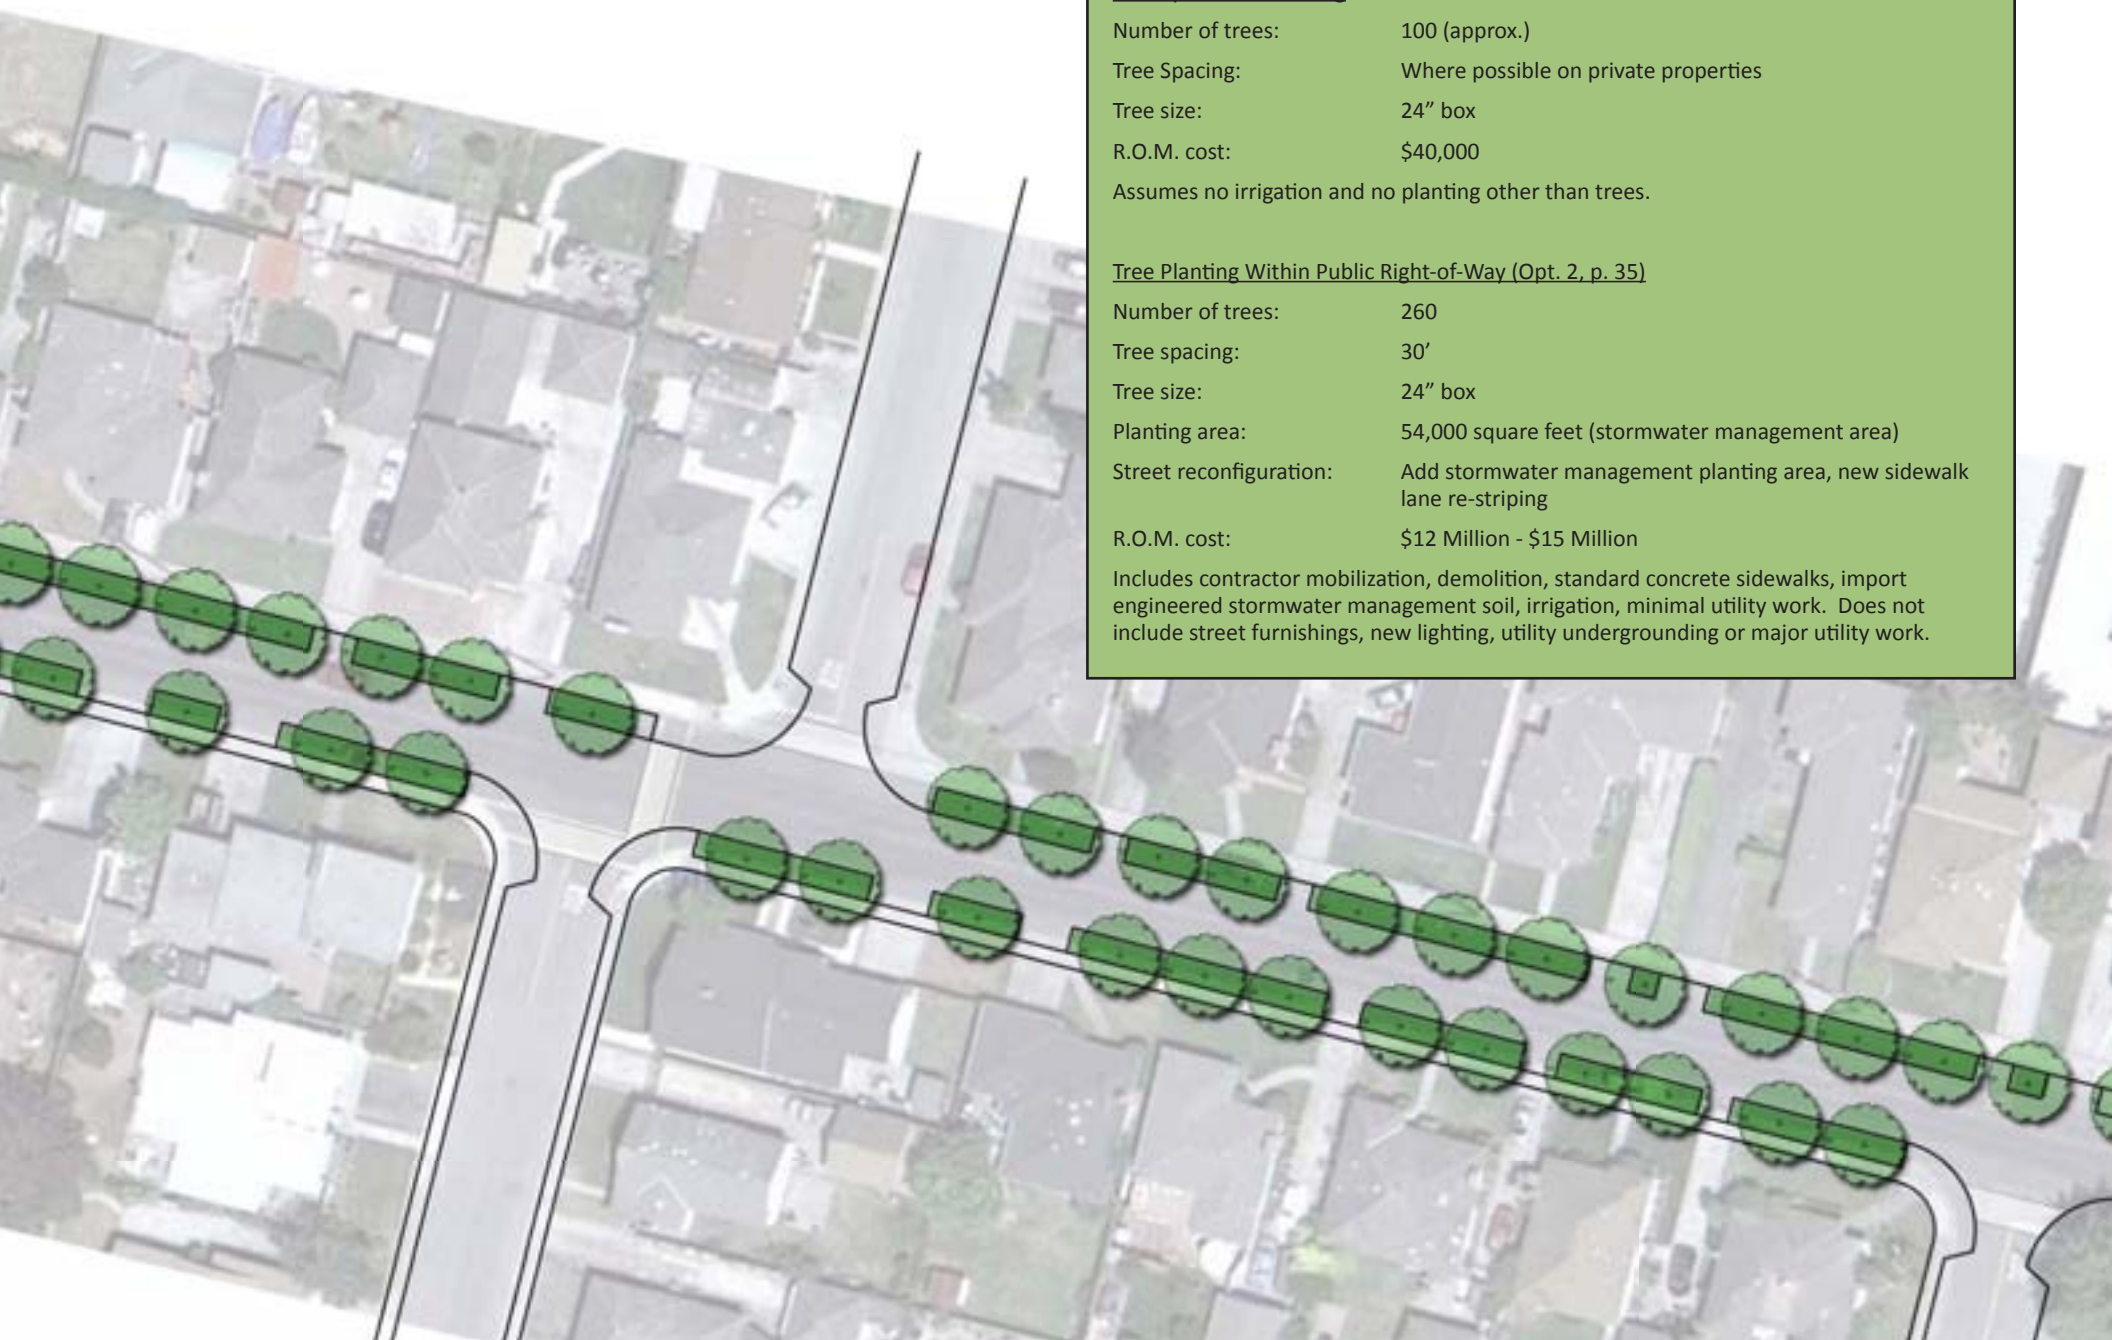 Number of trees: 100 (approx.)
Tree Spacing: Where possible on private properties
Tree size: 24” box
R.O.M. cost: $40,000
Assumes no irrigation and no planting other than trees.
Tree Planting Within Public Right-of-Way (Opt. 2, p. 35)
Number of trees: 260
Tree spacing: 30’
Tree size: 24” box
Planting area: 54,000 square feet (stormwater management area)
Street reconfiguration: Add stormwater management planting area, new sidewalk
lane re-striping
R.O.M. cost: $12 Million - $15 Million
Includes contractor mobilization, demolition, standard concrete sidewalks, import
engineered stormwater management soil, irrigation, minimal utility work.  Does not
include street furnishings, new lighting, utility undergrounding or major utility work.